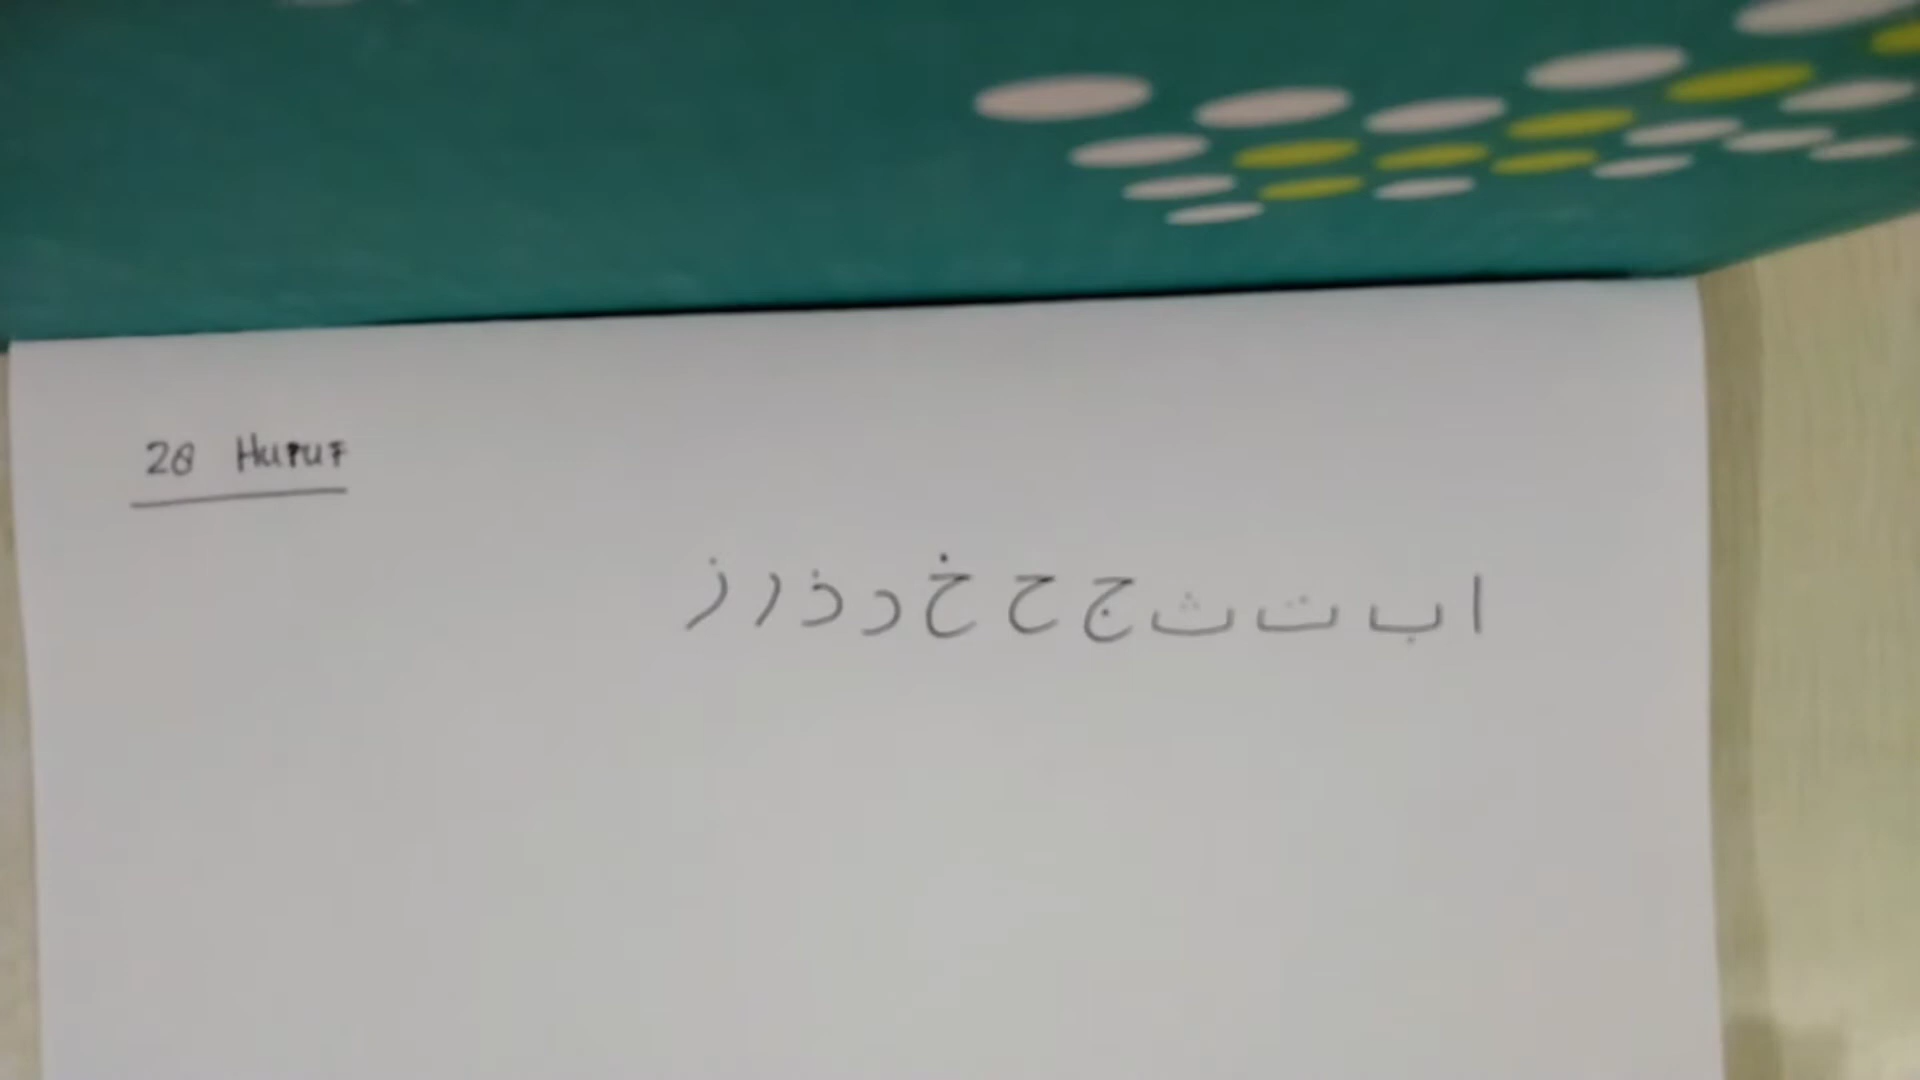 28 Huruf
ا ب ت ث ج ح خ د ذ ر ز